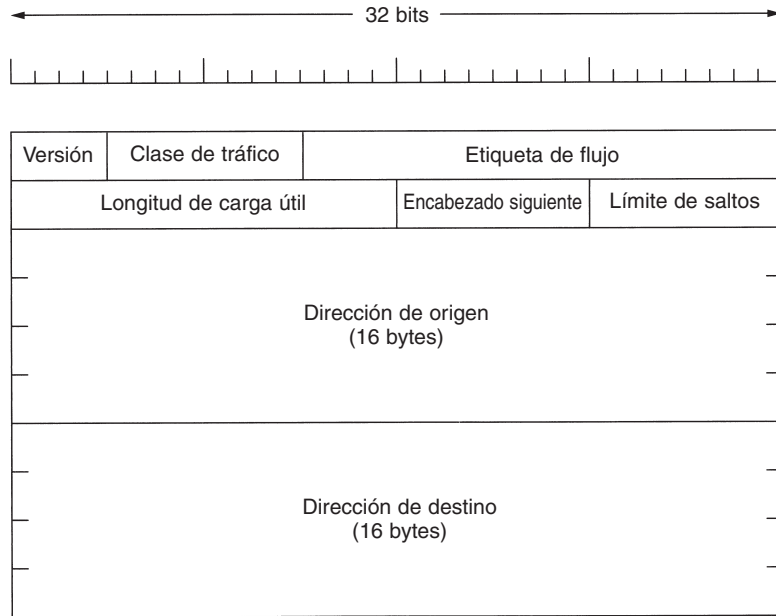 32 bits
Versión
Clase de tráfico
Etiqueta de flujo
Longitud de carga útil
Encabezado siguiente
Límite de saltos
Dirección de origen
(16 bytes)
Dirección de destino
(16 bytes)